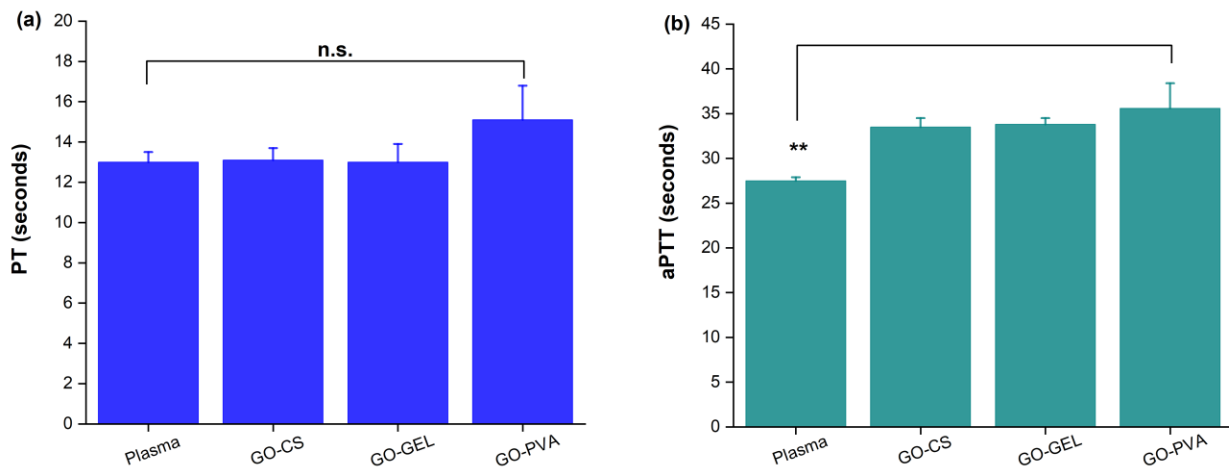 (a)
20
18
16
14
12
10
8
6
4
2
0
PT (seconds)
n.s.
Plasma
GO-CS
GO-GEL
GO-PVA
(b)
45
40
35
30
25
20
15
10
5
0
aPTT (seconds)
**
Plasma
GO-CS
GO-GEL
GO-PVA